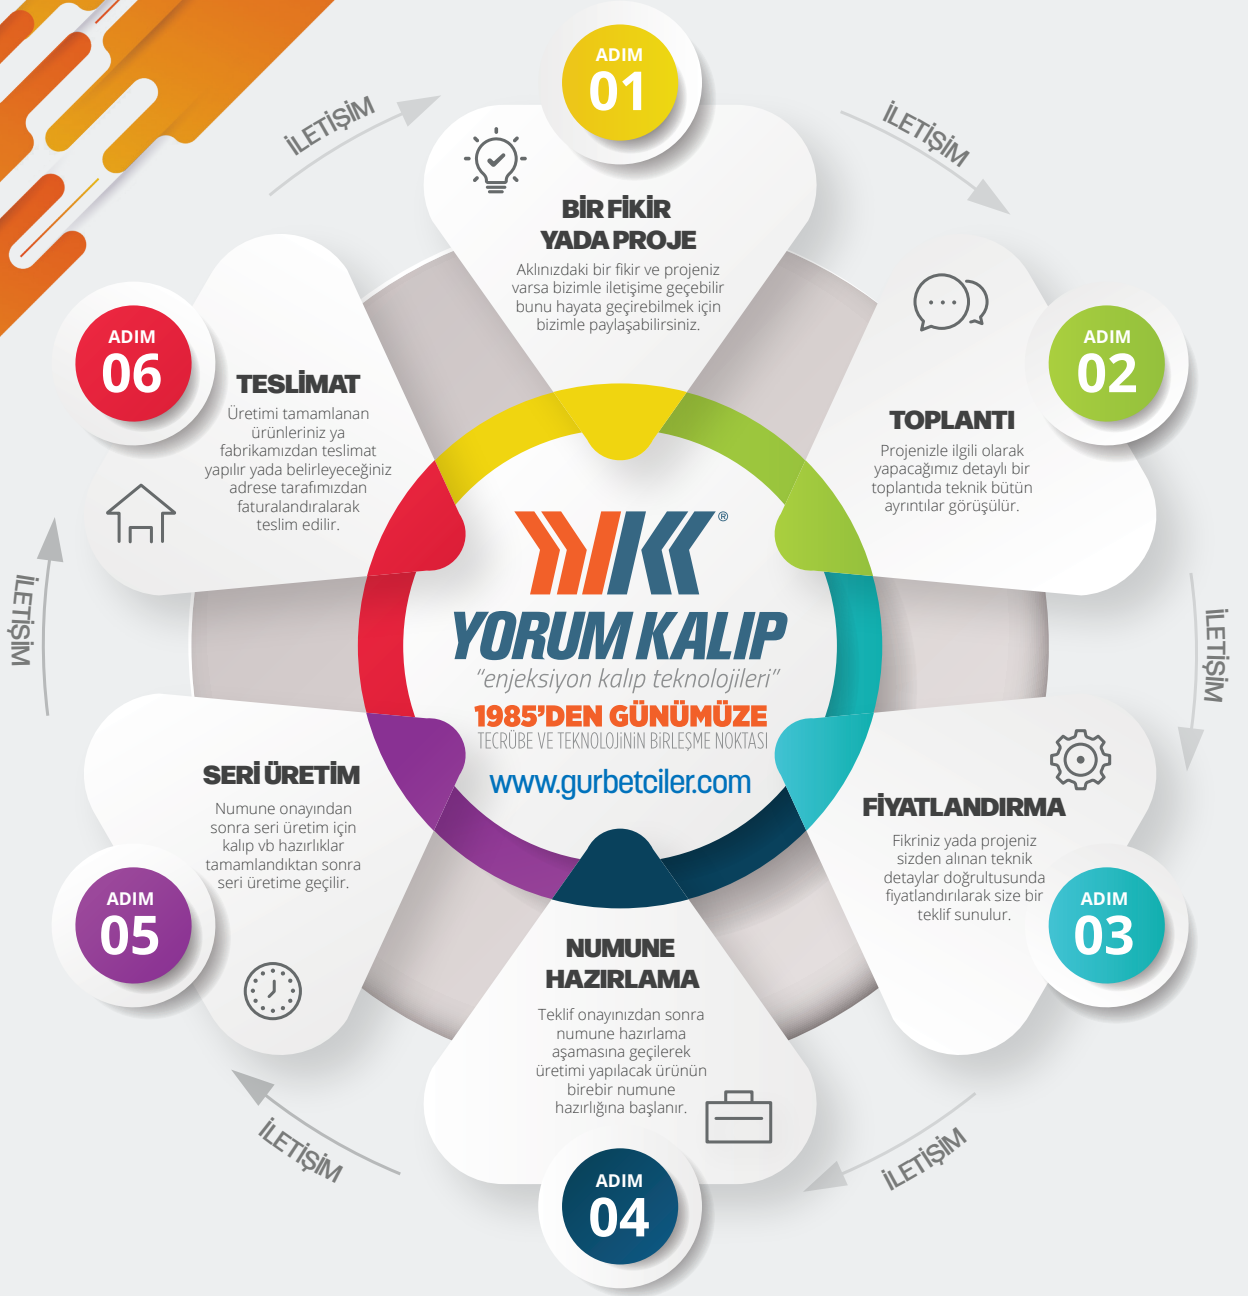 ADIM
01
BİR FİKİR
YADA PROJE
Aklınızdaki bir fikir ve projeniz
varsa bizimle iletişime geçebilir
bunu hayata geçirebilmek için
bizimle paylaşabilirsiniz.
İLETİŞİM
ADIM
02
TOPLANTI
Projenizle ilgili olarak
yapacağımız detaylı bir
toplantıda teknik bütün
ayrıntılar görüşülür.
İLETİŞİM
ADIM
03
FİYATLANDIRMA
Fikriniz yada projeniz
sizden alınan teknik
detaylar doğrultusunda
fiyatlandırılarak size bir
teklif sunulur.
İLETİŞİM
ADIM
04
NUMUNE
HAZIRLAMA
Teklif onayınızdan sonra
numune hazırlama
aşamasına geçilerek
üretimi yapılacak ürünün
birebir numune
hazırlığına başlanır.
İLETİŞİM
ADIM
05
SERİ ÜRETİM
Numune onayından
sonra seri üretim için
kalıp vb hazırlıklar
tamamlandıktan sonra
seri üretime geçilir.
İLETİŞİM
ADIM
06
TESLİMAT
Üretimi tamamlanan
ürünleriniz ya
fabrikamızdan teslimat
yapılır yada belirleyeceğiniz
adrese tarafımızdan
faturalandıralarak
teslim edilir.
İLETİŞİM
®
YORUM KALIP
“enjeksiyon kalıp teknolojileri”
1985’DEN GÜNÜMÜZE
TECRÜBE VE TEKNOLOJİNİN BİRLEŞME NOKTASI
www.gurbetciler.com